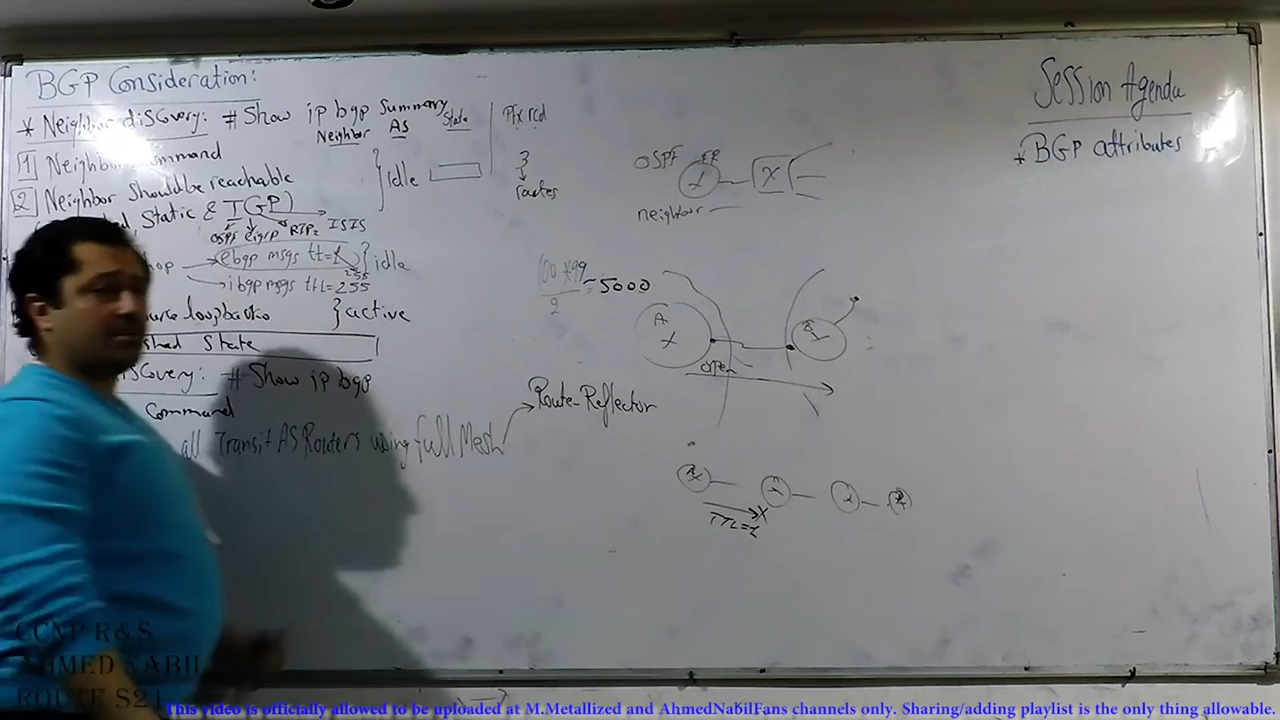 BGP Consideration:
* Neighbor discovery: # Show ip bgp Summary
Neighbor AS State Pfx rcd
1 Neighbor command
2 Neighbor should be reachable
} idle
} routes
, Static & IGP)
OSPF eigrp RIP2 ISIS
hop ebgp msgs ttl=1 } idle
255
ibgp msgs ttl=255
source loopback } active
State
Discovery: # Show ip bgp
Command
all Transit AS Routers using full Mesh
Route-Reflector
OSPF
neighbor
100*99
2
=5000
A
B
open
TTL=1
Session Agenda
* BGP attributes
CCNP R&S
AHMED NABIL
ROUTE S21
This video is officially allowed to be uploaded at M.Metallized and AhmedNabilFans channels only. Sharing/adding playlist is the only thing allowable.